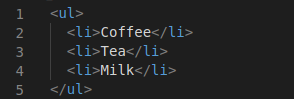 1 <ul>
2   <li>Coffee</li>
3   <li>Tea</li>
4   <li>Milk</li>
5 </ul>